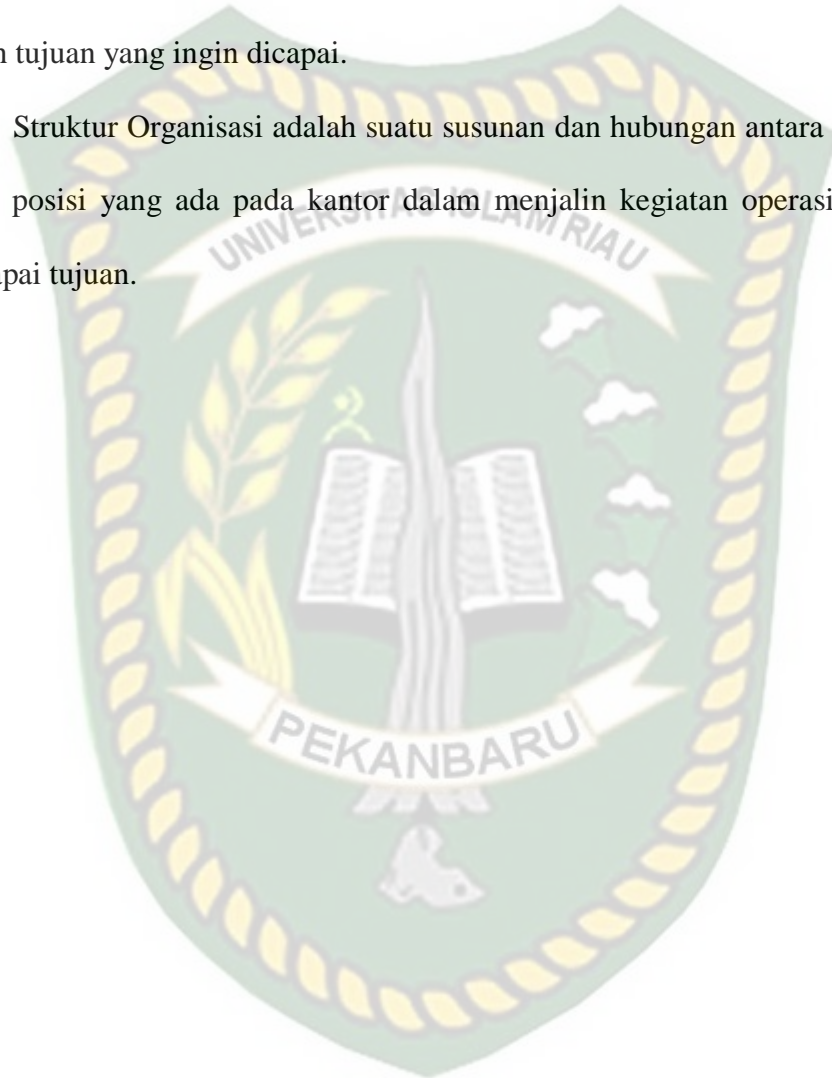 n tujuan yang ingin dicapai.
Struktur Organisasi adalah suatu susunan dan hubungan antara
posisi yang ada pada kantor dalam menjalin kegiatan operasi
pai tujuan.
UNIVERSITAS ISLAM RIAU
PEKANBARU